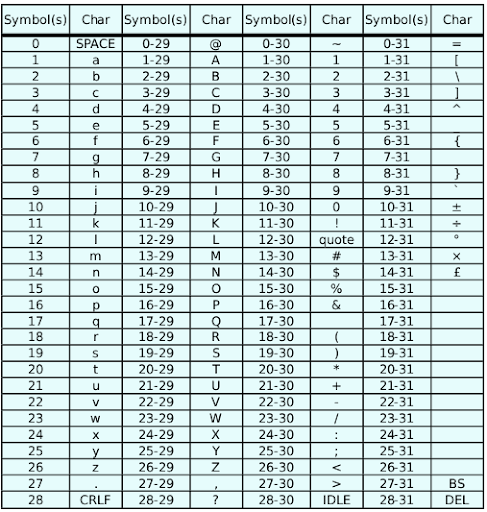 Symbol(s) Char Symbol(s) Char Symbol(s) Char Symbol(s) Char
0 SPACE 0-29 @ 0-30 ~ 0-31 =
1 a 1-29 A 1-30 1 1-31 [
2 b 2-29 B 2-30 2 2-31 \
3 c 3-29 C 3-30 3 3-31 ]
4 d 4-29 D 4-30 4 4-31 ^
5 e 5-29 E 5-30 5 5-31 _
6 f 6-29 F 6-30 6 6-31 {
7 g 7-29 G 7-30 7 7-31
8 h 8-29 H 8-30 8 8-31 }
9 i 9-29 I 9-30 9 9-31 `
10 j 10-29 J 10-30 0 10-31 ±
11 k 11-29 K 11-30 ! 11-31 ÷
12 l 12-29 L 12-30 quote 12-31 °
13 m 13-29 M 13-30 # 13-31 ×
14 n 14-29 N 14-30 $ 14-31 £
15 o 15-29 O 15-30 % 15-31
16 p 16-29 P 16-30 & 16-31
17 q 17-29 Q 17-30 17-31
18 r 18-29 R 18-30 ( 18-31
19 s 19-29 S 19-30 ) 19-31
20 t 20-29 T 20-30 * 20-31
21 u 21-29 U 21-30 + 21-31
22 v 22-29 V 22-30 - 22-31
23 w 23-29 W 23-30 / 23-31
24 x 24-29 X 24-30 : 24-31
25 y 25-29 Y 25-30 ; 25-31
26 z 26-29 Z 26-30 < 26-31
27 . 27-29 , 27-30 > 27-31 BS
28 CRLF 28-29 ? 28-30 IDLE 28-31 DEL